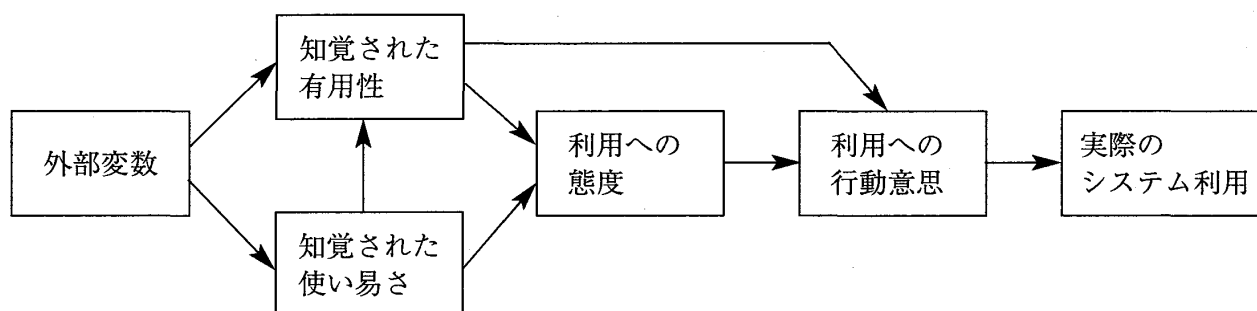 知覚された
有用性
外部変数
利用への
態度
利用への
行動意思
実際の
システム利用
知覚された
使い易さ